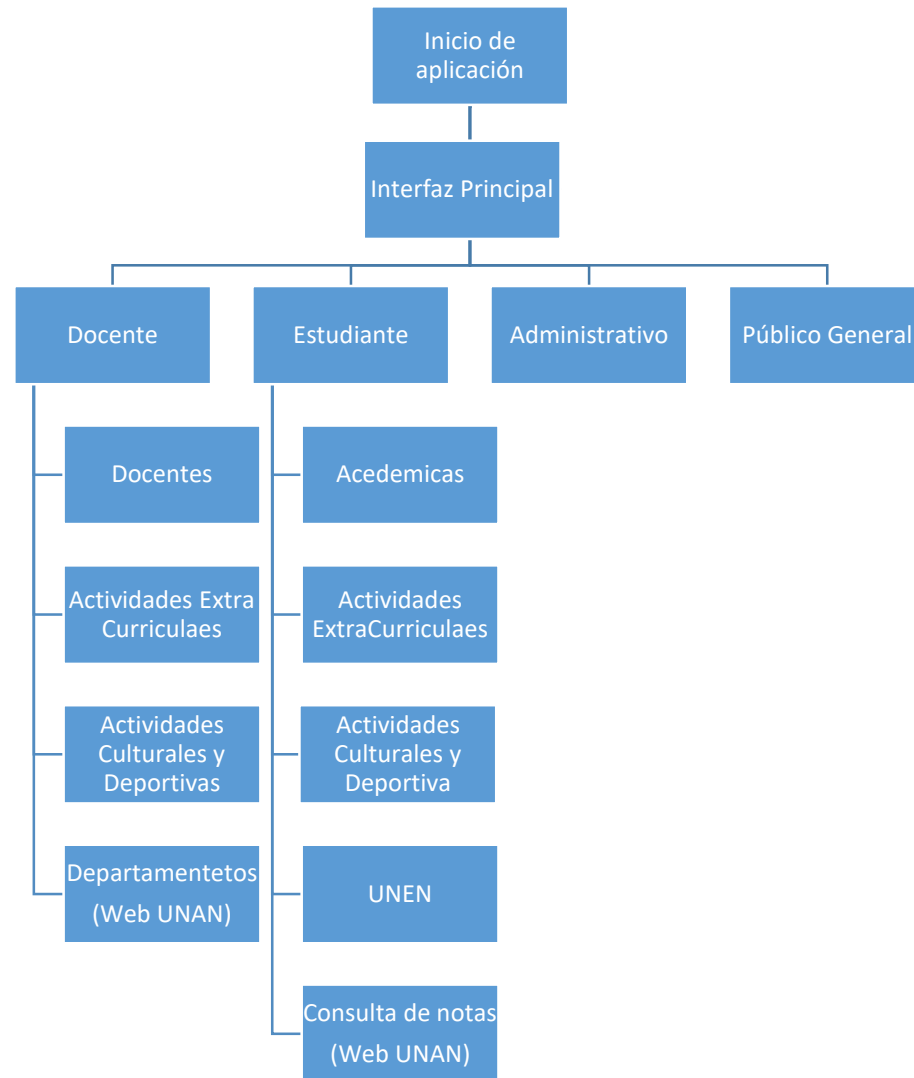 Inicio de
aplicación
Interfaz Principal
Docente
Estudiante
Administrativo
Público General
Docentes
Acedemicas
Actividades Extra
Curriculaes
Actividades
ExtraCurriculaes
Actividades
Culturales y
Deportivas
Actividades
Culturales y
Deportiva
Departamentetos
(Web UNAN)
UNEN
Consulta de notas
(Web UNAN)